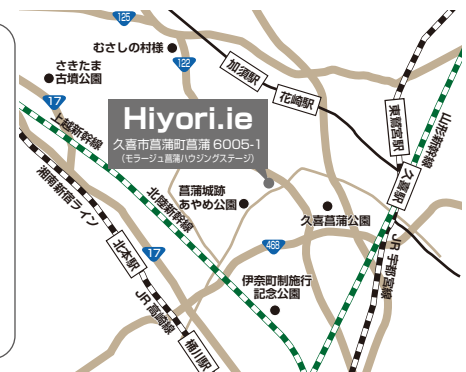 125
むさしの村様
さきたま
古墳公園
122
加須駅
花崎駅
17
東鷲宮駅
山形新幹線
上越新幹線
Hiyori.ie
久喜市菖蒲町菖蒲 6005-1
（モラージュ菖蒲ハウジングステージ）
久喜駅
湘南新宿ライン
北陸新幹線
菖蒲城跡
あやめ公園
久喜菖蒲公園
北本駅
17
468
JR 宇都宮線
伊奈町制施行
記念公園
JR 高崎線
桶川駅